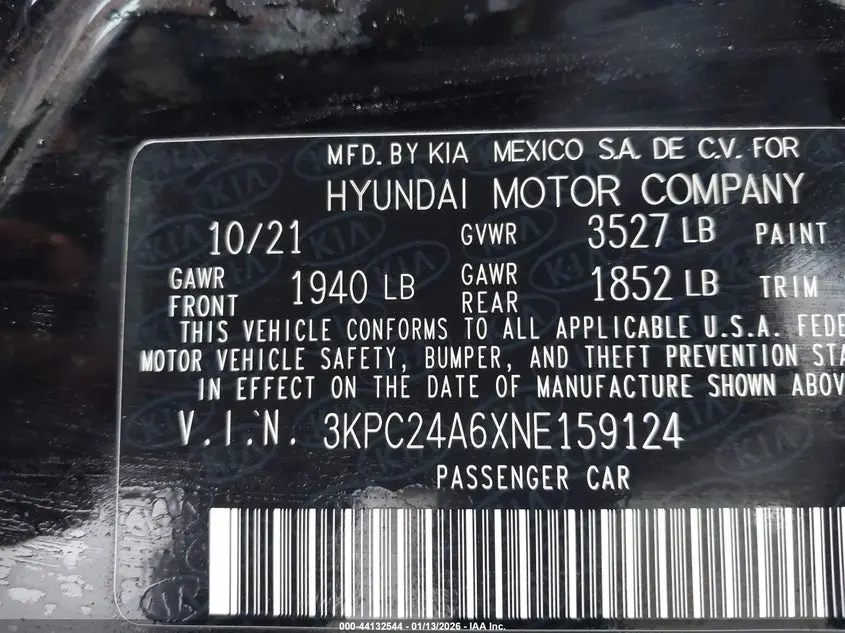 MFD. BY KIA MEXICO S.A. DE C.V. FOR
HYUNDAI MOTOR COMPANY
10/21 GVWR 3527 LB PAINT
GAWR FRONT 1940 LB GAWR REAR 1852 LB TRIM
THIS VEHICLE CONFORMS TO ALL APPLICABLE U.S.A. FEDE
MOTOR VEHICLE SAFETY, BUMPER, AND THEFT PREVENTION STA
IN EFFECT ON THE DATE OF MANUFACTURE SHOWN ABOV
V.I.N. 3KPC24A6XNE159124
PASSENGER CAR
000-44132544 - 01/13/2026 - IAA Inc.